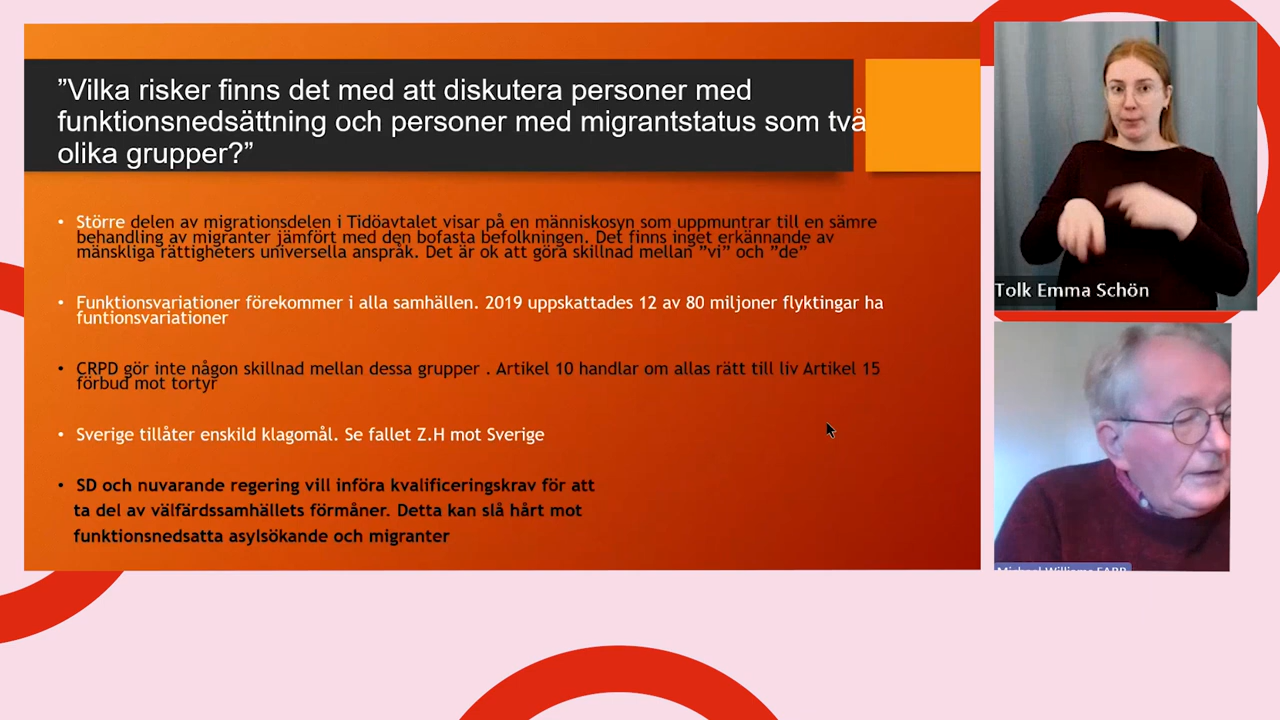 ”Vilka risker finns det med att diskutera personer med
funktionsnedsättning och personer med migrantstatus som två
olika grupper?”
• Större delen av migrationsdelen i Tidöavtalet visar på en människosyn som uppmuntrar till en sämre
behandling av migranter jämfört med den bofasta befolkningen. Det finns inget erkännande av
mänskliga rättigheters universella anspråk. Det är ok att göra skillnad mellan ”vi” och ”de”
• Funktionsvariationer förekommer i alla samhällen. 2019 uppskattades 12 av 80 miljoner flyktingar ha
funtionsvariationer
• CRPD gör inte någon skillnad mellan dessa grupper . Artikel 10 handlar om allas rätt till liv Artikel 15
förbud mot tortyr
• Sverige tillåter enskild klagomål. Se fallet Z.H mot Sverige
• SD och nuvarande regering vill införa kvalificeringskrav för att
ta del av välfärdssamhällets förmåner. Detta kan slå hårt mot
funktionsnedsatta asylsökande och migranter
Tolk Emma Schön
Michael Williams FARR